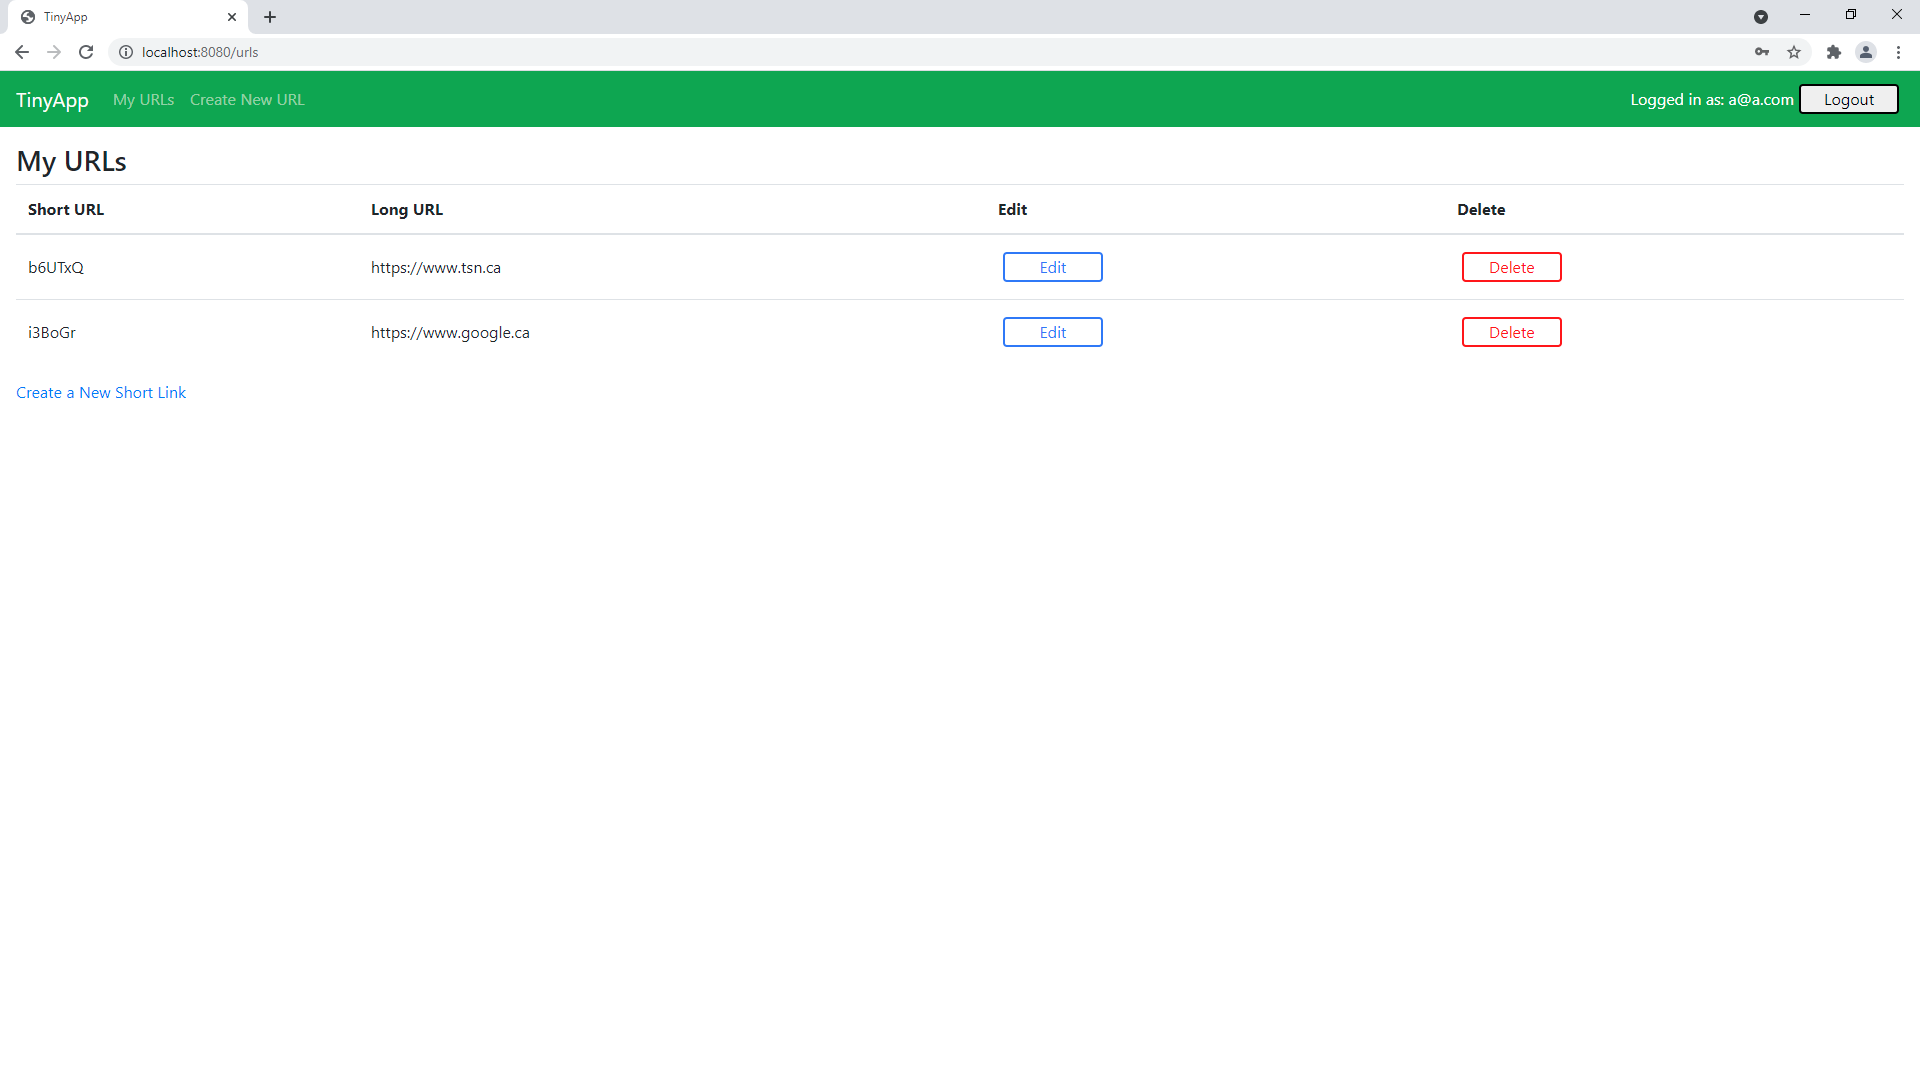 TinyApp
localhost:8080/urls
TinyApp My URLs Create New URL Logged in as: a@a.com Logout
My URLs
Short URL Long URL Edit Delete
b6UTxQ https://www.tsn.ca Edit Delete
i3BoGr https://www.google.ca Edit Delete
Create a New Short Link